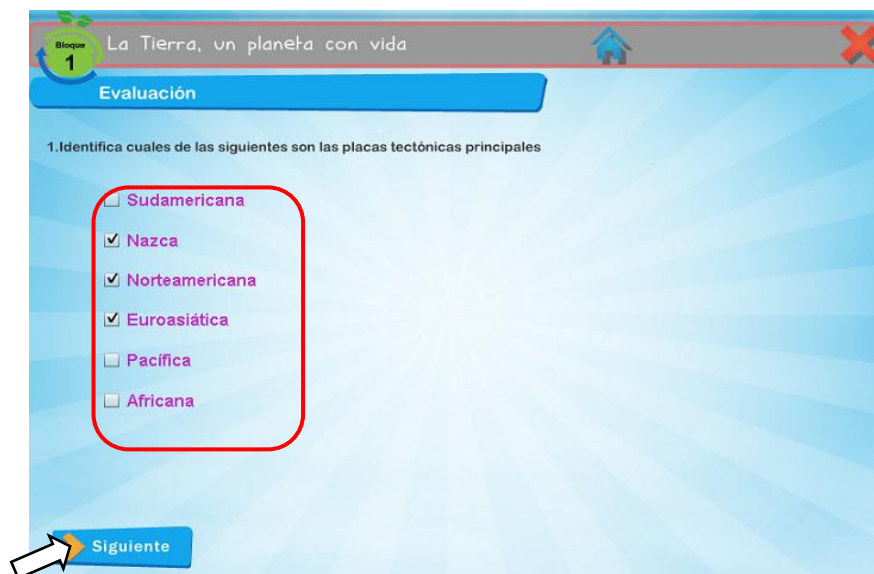 Bloque
1
La Tierra, un planeta con vida
Evaluación
1.Identifica cuales de las siguientes son las placas tectónicas principales
Sudamericana
Nazca
Norteamericana
Euroasiática
Pacífica
Africana
Siguiente